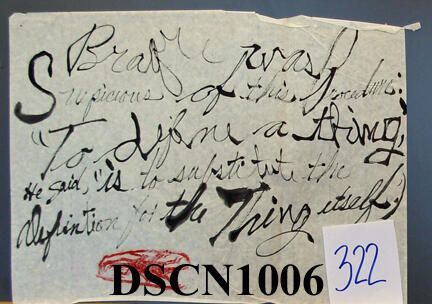 Braque was
Suspicious of this Procedure:
"To define a thing,
He said, "is to substitute the
Definition for the Thing itself"
DSCN1006
322